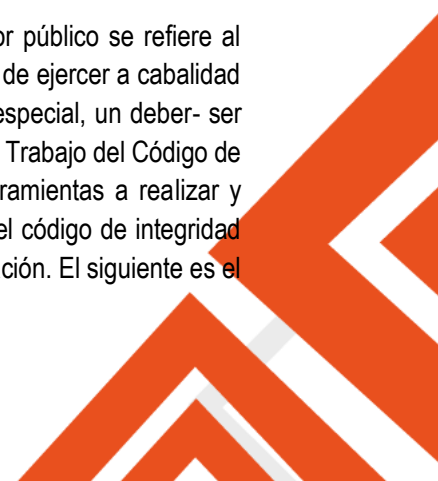 or público se refiere al
de ejercer a cabalidad
especial, un deber- ser
Trabajo del Código de
ramientas a realizar y
el código de integridad
ción. El siguiente es el